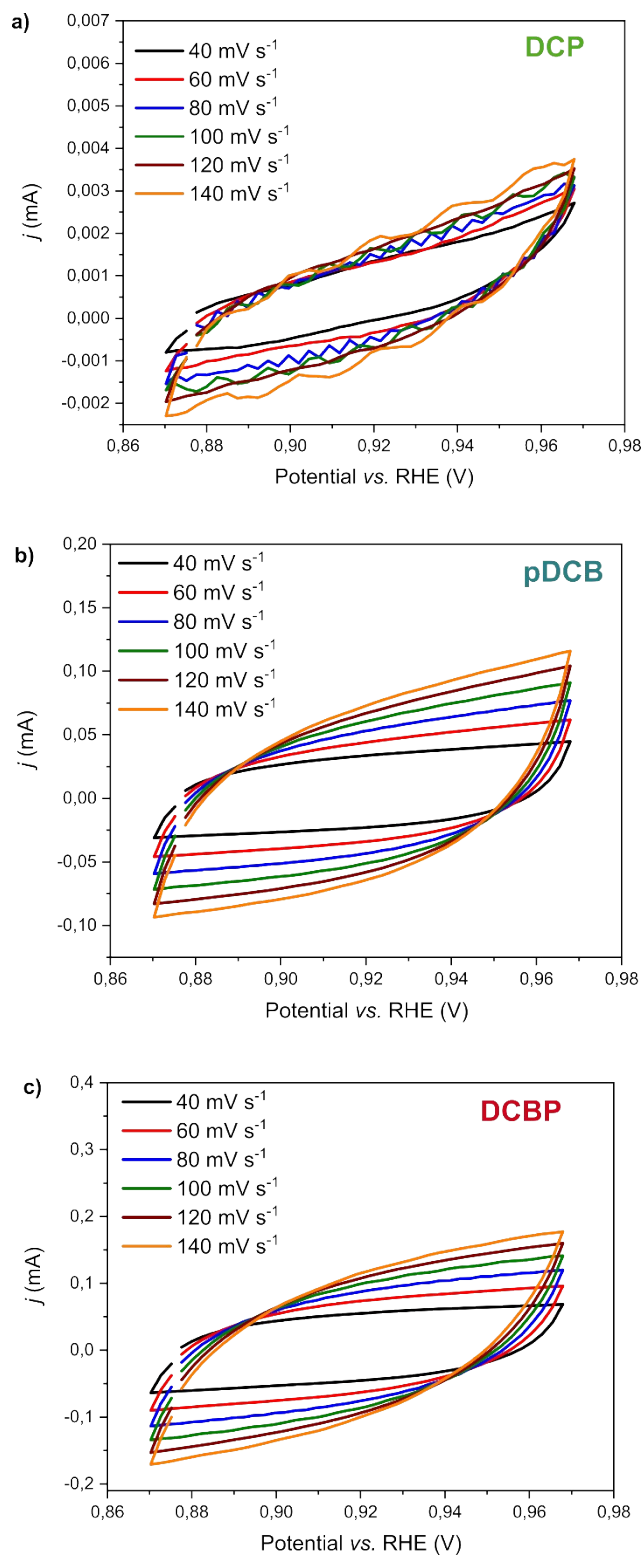 a)
DCP
40 mV s⁻¹
60 mV s⁻¹
80 mV s⁻¹
100 mV s⁻¹
120 mV s⁻¹
140 mV s⁻¹
0,007
0,006
0,005
0,004
0,003
0,002
0,001
0,000
-0,001
-0,002
j (mA)
0,86 0,88 0,90 0,92 0,94 0,96 0,98
Potential vs. RHE (V)
b)
pDCB
40 mV s⁻¹
60 mV s⁻¹
80 mV s⁻¹
100 mV s⁻¹
120 mV s⁻¹
140 mV s⁻¹
0,20
0,15
0,10
0,05
0,00
-0,05
-0,10
j (mA)
0,86 0,88 0,90 0,92 0,94 0,96 0,98
Potential vs. RHE (V)
c)
DCBP
40 mV s⁻¹
60 mV s⁻¹
80 mV s⁻¹
100 mV s⁻¹
120 mV s⁻¹
140 mV s⁻¹
0,4
0,3
0,2
0,1
0,0
-0,1
-0,2
j (mA)
0,86 0,88 0,90 0,92 0,94 0,96 0,98
Potential vs. RHE (V)